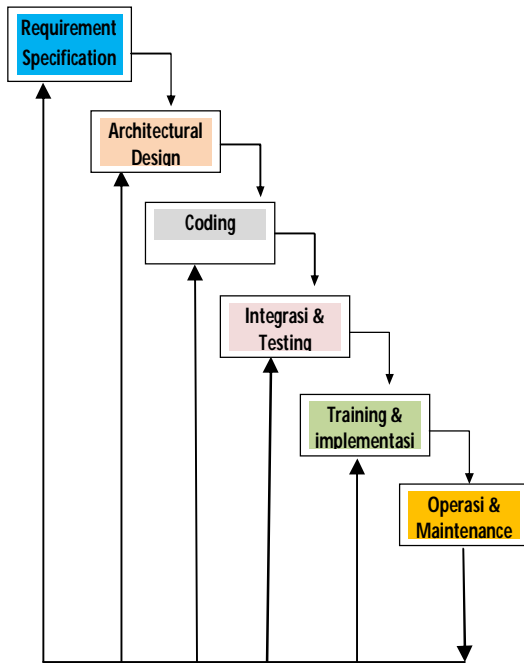 Requirement
Specification
Architectural
Design
Coding
Integrasi &
Testing
Training &
implementasi
Operasi &
Maintenance